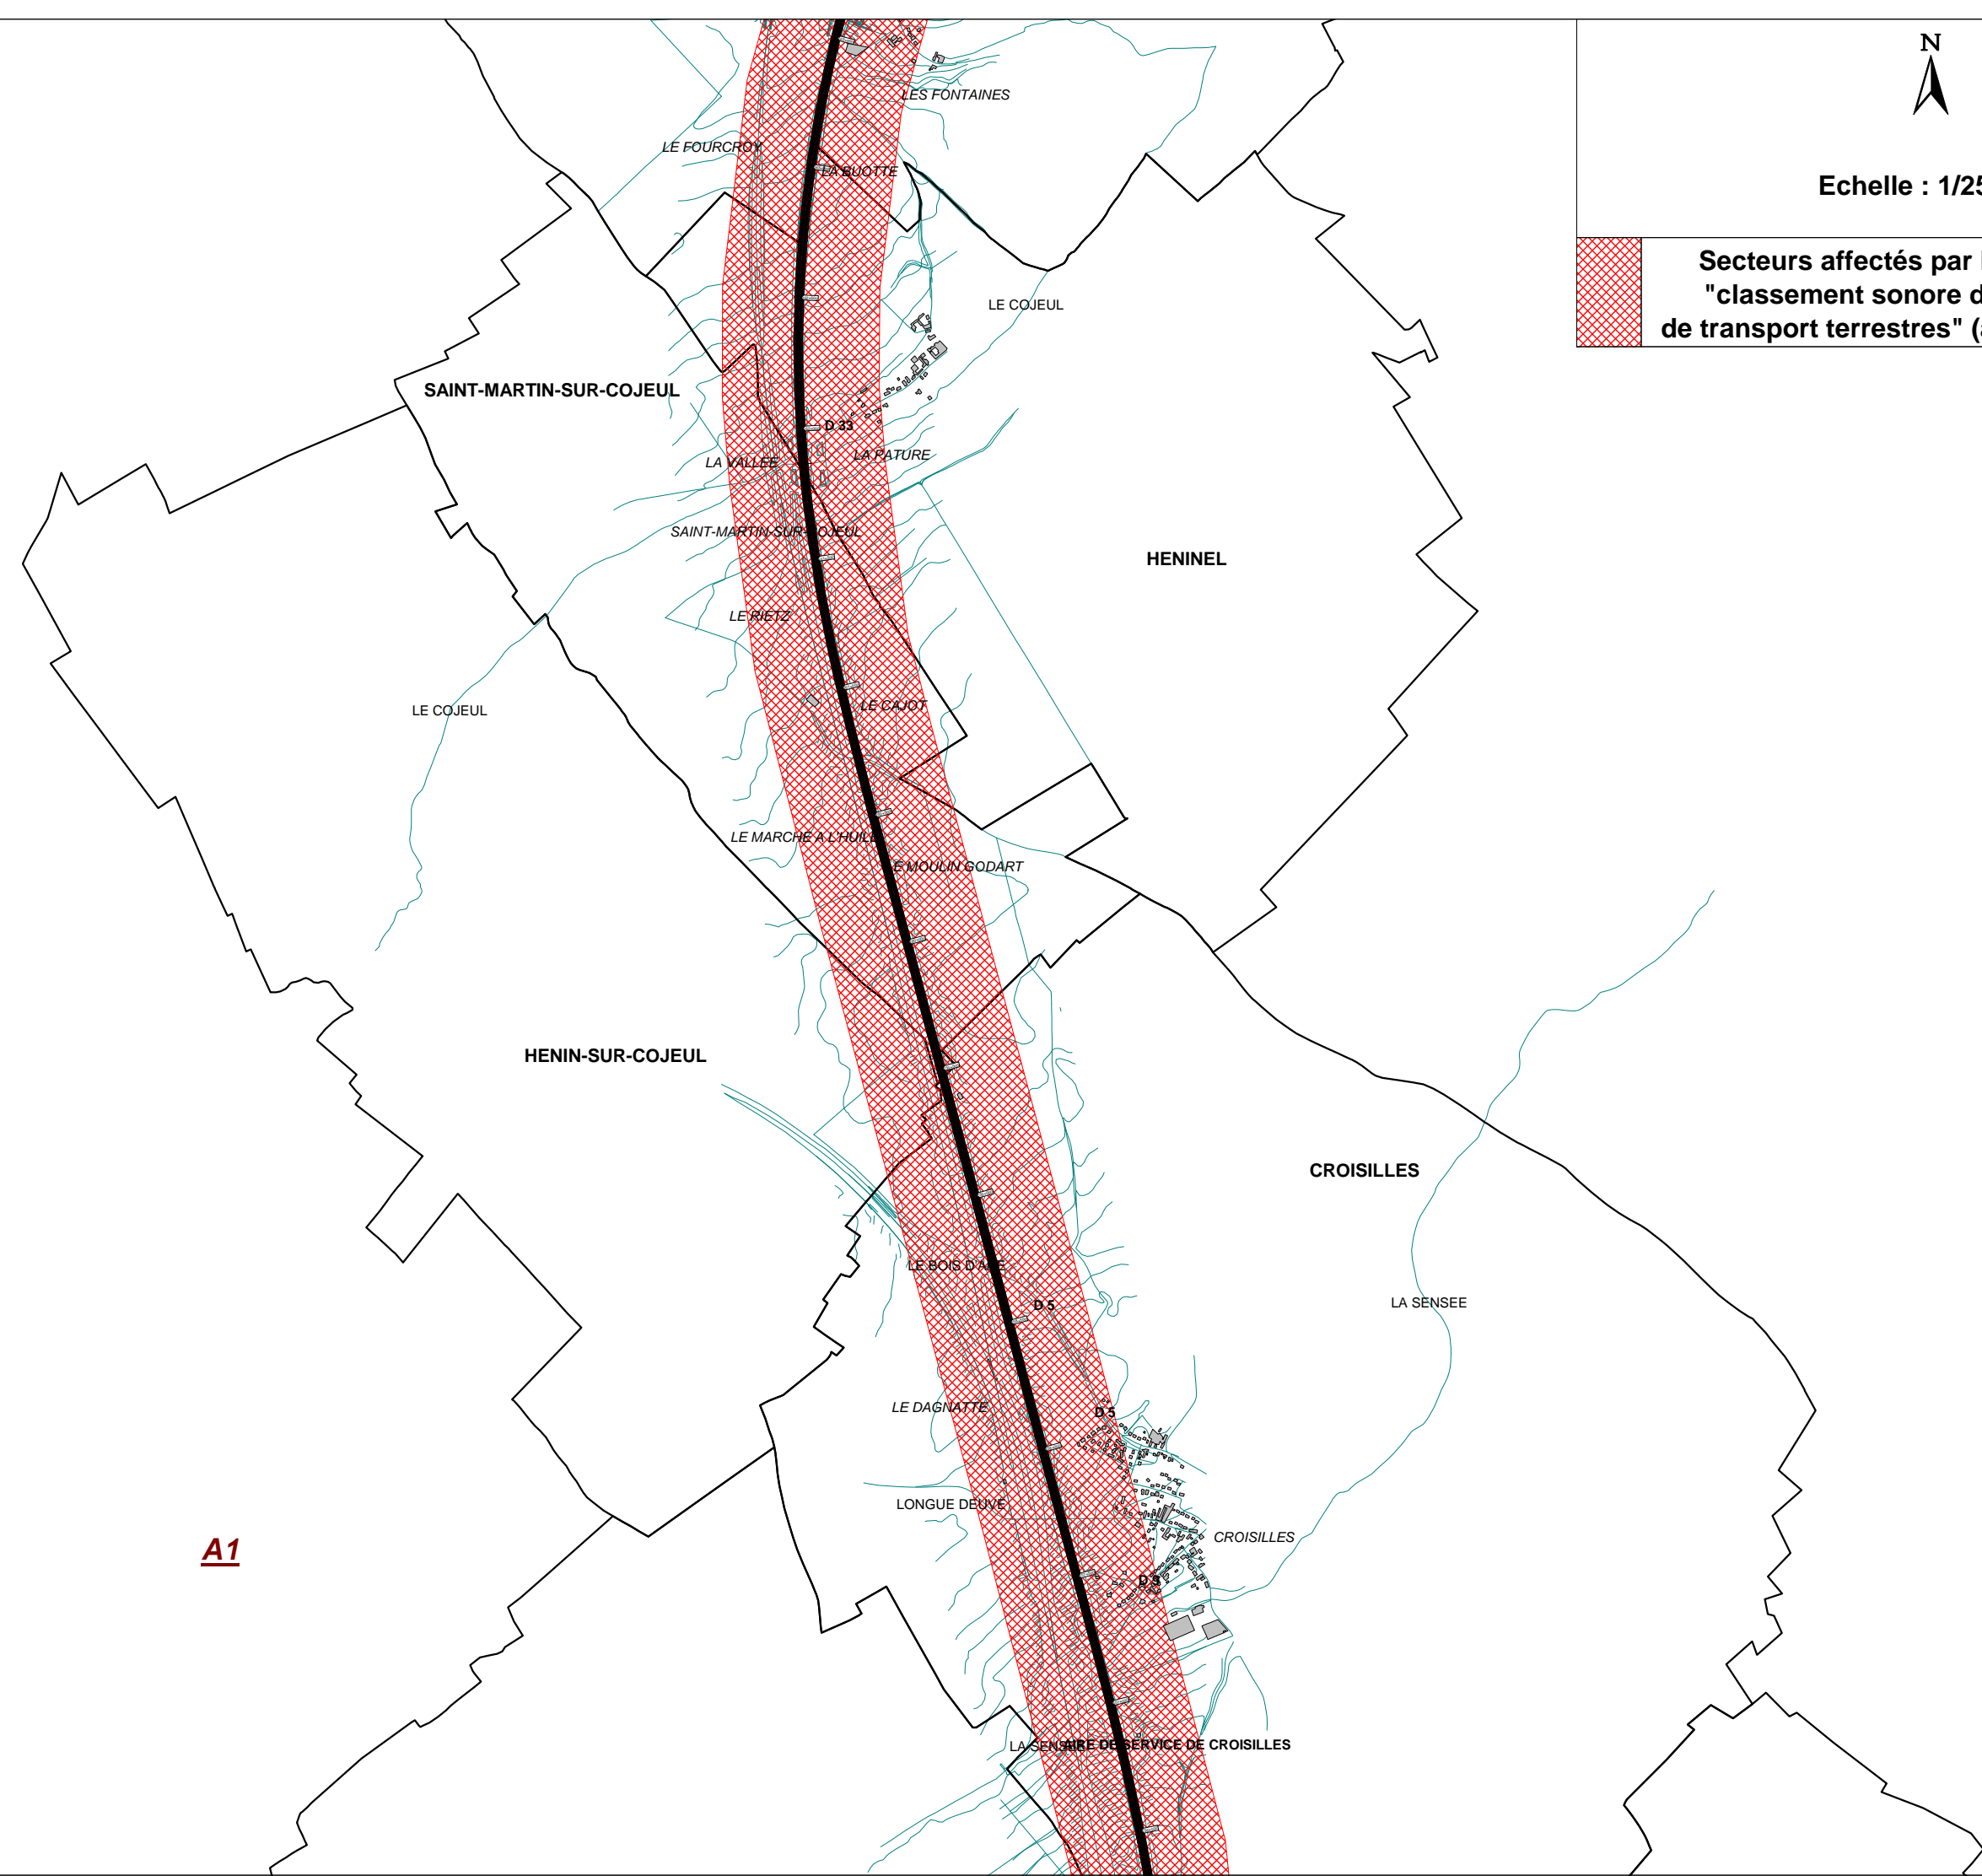 N
Echelle : 1/25
Secteurs affectés par
"classement sonore d
de transport terrestres" (a
LES FONTAINES
LE FOURCROY
LA BUOTTE
LE COJEUL
SAINT-MARTIN-SUR-COJEUL
D 33
LA VALLEE
LA PATURE
SAINT-MARTIN-SUR-COJEUL
HENINEL
LE RIETZ
LE CAJOT
LE COJEUL
LE MARCHE A L'HUILE
LE MOULIN GODART
HENIN-SUR-COJEUL
CROISILLES
LE BOIS D'
D 5
LA SENSEE
LE DAGNATTE
D 5
LONGUE DEUVE
CROISILLES
A1
D 9
LA SENSEE
AIRE DE SERVICE DE CROISILLES